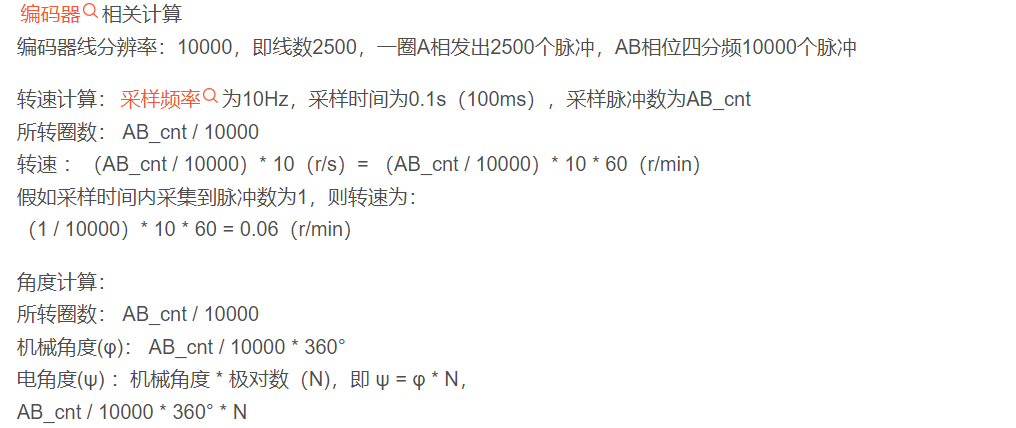 编码器相关计算
编码器线分辨率：10000，即线数2500，一圈A相发出2500个脉冲，AB相位四分频10000个脉冲
转速计算：采样频率为10Hz，采样时间为0.1s（100ms），采样脉冲数为AB_cnt
所转圈数： AB_cnt / 10000
转速 ：（AB_cnt / 10000）* 10（r/s）= （AB_cnt / 10000）* 10 * 60（r/min）
假如采样时间内采集到脉冲数为1，则转速为：
（1 / 10000）* 10 * 60 = 0.06（r/min）
角度计算：
所转圈数： AB_cnt / 10000
机械角度(φ)： AB_cnt / 10000 * 360°
电角度(ψ) ：机械角度 * 极对数（N)，即 ψ = φ * N，
AB_cnt / 10000 * 360° * N